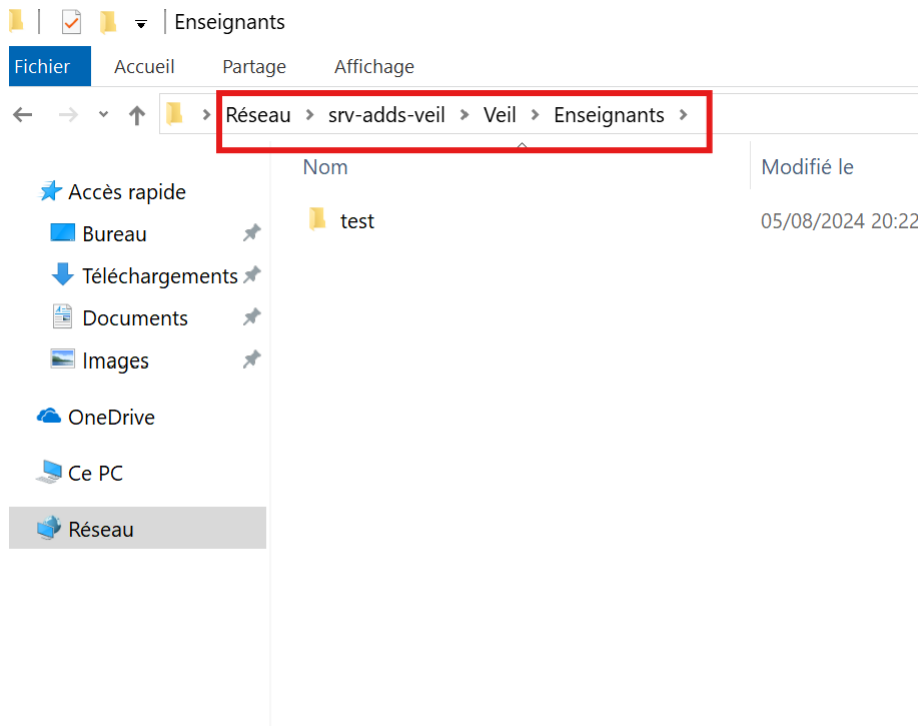 Enseignants
Fichier Accueil Partage Affichage
Réseau > srv-adds-veil > Veil > Enseignants >
Nom Modifié le
Accès rapide
test 05/08/2024 20:22
Bureau
Téléchargements
Documents
Images
OneDrive
Ce PC
Réseau